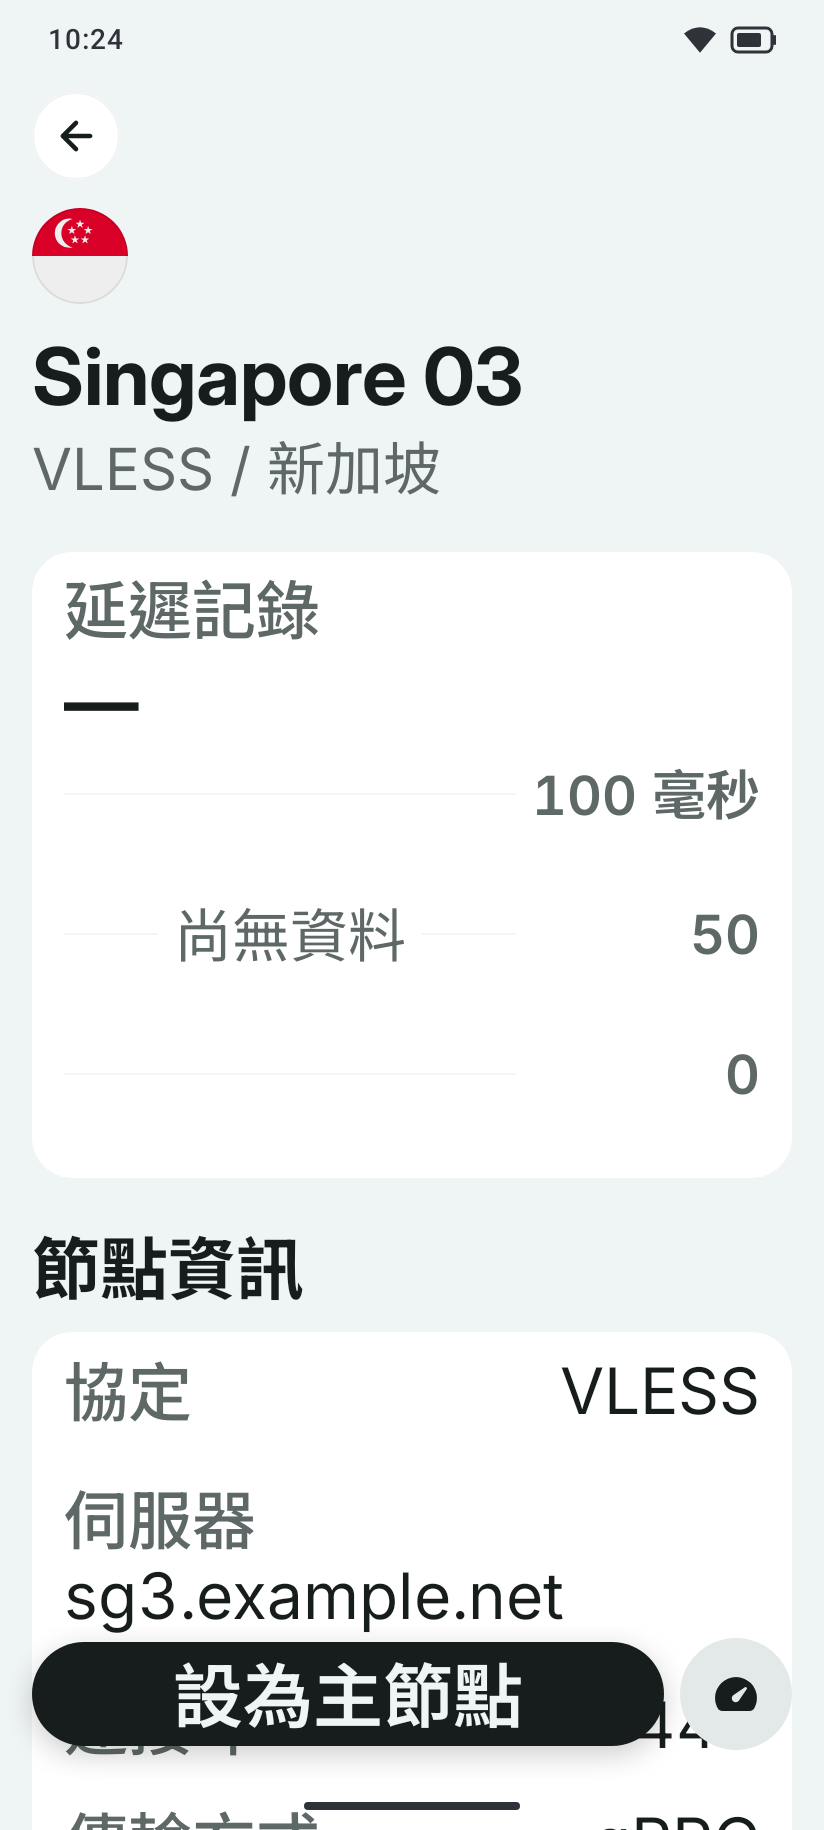 10:24
Singapore 03
VLESS / 新加坡
延遲記錄
—
100 毫秒
尚無資料
50
0
節點資訊
協定
VLESS
伺服器
sg3.example.net
設為主節點